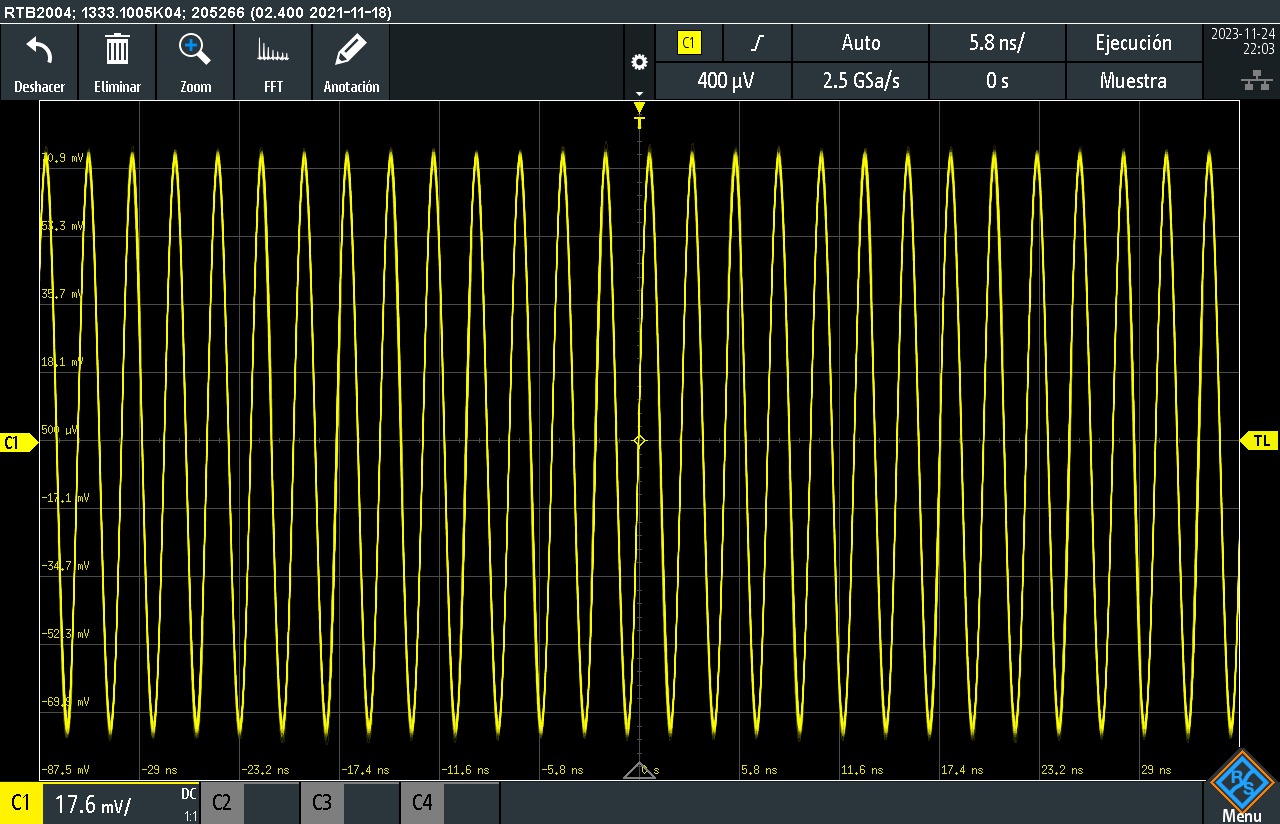 RTB2004; 1333.1005K04; 205266 (02.400 2021-11-18)
Deshacer
Eliminar
Zoom
FFT
Anotación
C1
Auto
5.8 ns/
Ejecución
400 µV
2.5 GSa/s
0 s
Muestra
2023-11-24
22:03
T
70.9 mV
53.3 mV
35.7 mV
18.1 mV
500 µV
-17.1 mV
-34.7 mV
-52.3 mV
-69.9 mV
-87.5 mV
C1
TL
-29 ns
-23.2 ns
-17.4 ns
-11.6 ns
-5.8 ns
0 s
5.8 ns
11.6 ns
17.4 ns
23.2 ns
29 ns
C1
17.6 mV/
DC
1:1
C2
C3
C4
R&S
Menu